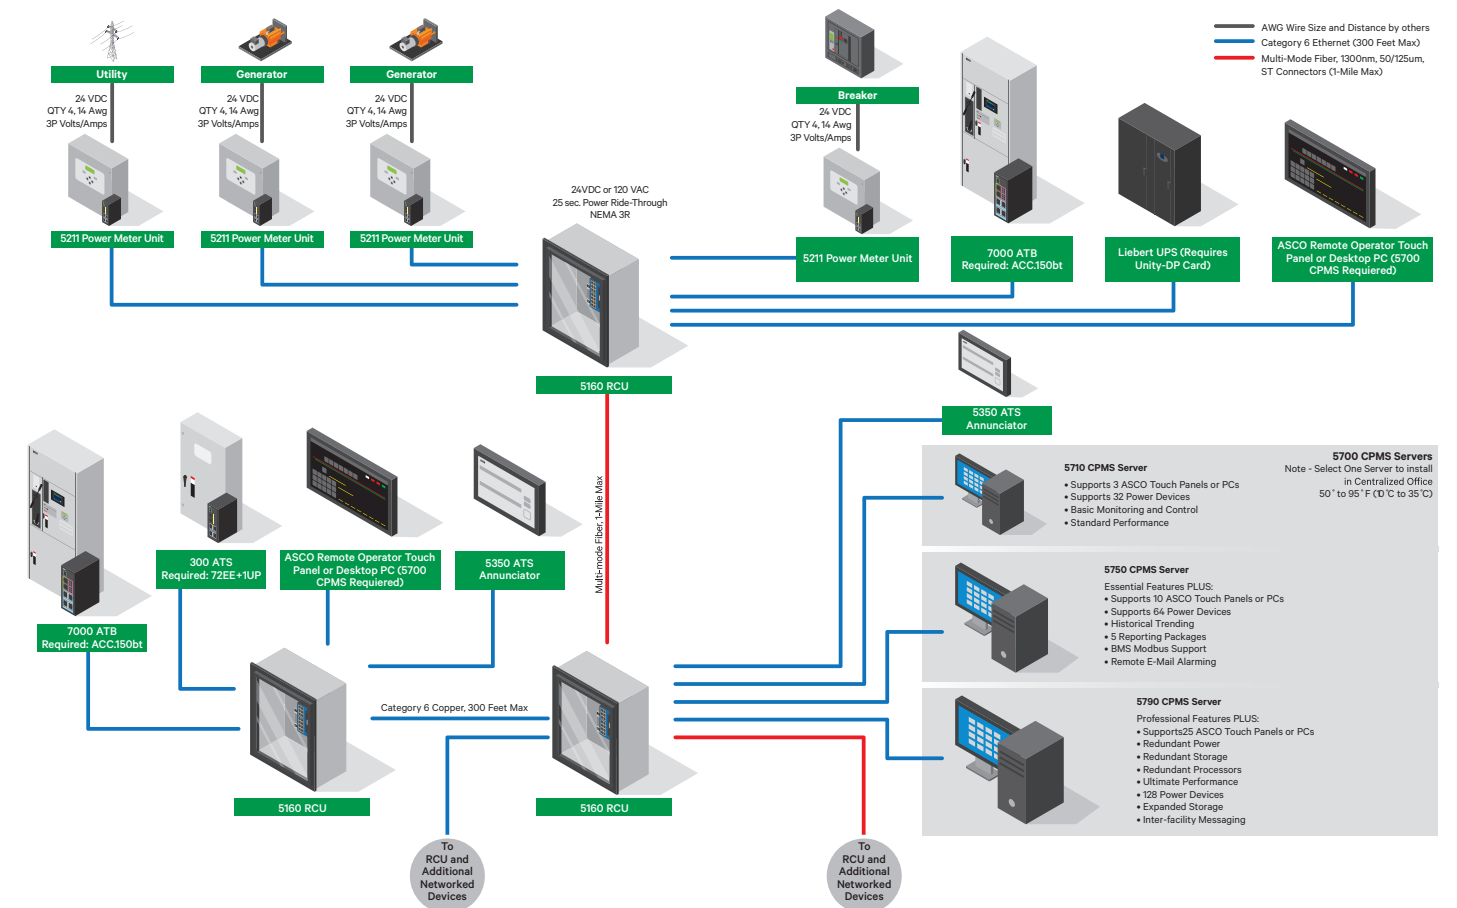 AWG Wire Size and Distance by others
Category 6 Ethernet (300 Feet Max)
Multi-Mode Fiber, 1300nm, 50/125um,
ST Connectors (1-Mile Max)
Utility
Generator
Generator
24 VDC
QTY 4, 14 Awg
3P Volts/Amps
24 VDC
QTY 4, 14 Awg
3P Volts/Amps
24 VDC
QTY 4, 14 Awg
3P Volts/Amps
5211 Power Meter Unit
5211 Power Meter Unit
5211 Power Meter Unit
24VDC or 120 VAC
25 sec. Power Ride-Through
NEMA 3R
5160 RCU
Breaker
24 VDC
QTY 4, 14 Awg
3P Volts/Amps
5211 Power Meter Unit
7000 ATB
Required: ACC.150bt
Liebert UPS (Requires
Unity-DP Card)
ASCO Remote Operator Touch
Panel or Desktop PC (5700
CPMS Requiered)
5350 ATS
Annunciator
7000 ATB
Required: ACC.150bt
300 ATS
Required: 72EE+1UP
ASCO Remote Operator Touch
Panel or Desktop PC (5700
CPMS Requiered)
5350 ATS
Annunciator
Multi-mode Fiber, 1-Mile Max
5160 RCU
Category 6 Copper, 300 Feet Max
5160 RCU
To
RCU and
Additional
Networked
Devices
To
RCU and
Additional
Networked
Devices
5700 CPMS Servers
Note - Select One Server to install
in Centralized Office
50˚ to 95˚F (10˚C to 35˚C)
5710 CPMS Server
• Supports 3 ASCO Touch Panels or PCs
• Supports 32 Power Devices
• Basic Monitoring and Control
• Standard Performance
5750 CPMS Server
Essential Features PLUS:
• Supports 10 ASCO Touch Panels or PCs
• Supports 64 Power Devices
• Historical Trending
• 5 Reporting Packages
• BMS Modbus Support
• Remote E-Mail Alarming
5790 CPMS Server
Professional Features PLUS:
• Supports25 ASCO Touch Panels or PCs
• Redundant Power
• Redundant Storage
• Redundant Processors
• Ultimate Performance
• 128 Power Devices
• Expanded Storage
• Inter-facility Messaging